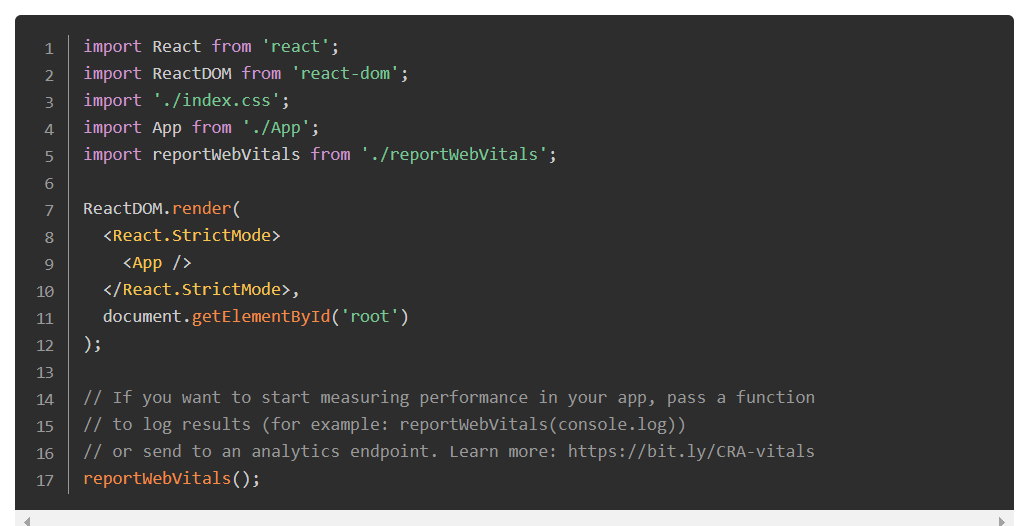 1 import React from 'react';
2 import ReactDOM from 'react-dom';
3 import './index.css';
4 import App from './App';
5 import reportWebVitals from './reportWebVitals';
6
7 ReactDOM.render(
8   <React.StrictMode>
9     <App />
10   </React.StrictMode>,
11   document.getElementById('root')
12 );
13
14 // If you want to start measuring performance in your app, pass a function
15 // to log results (for example: reportWebVitals(console.log))
16 // or send to an analytics endpoint. Learn more: https://bit.ly/CRA-vitals
17 reportWebVitals();